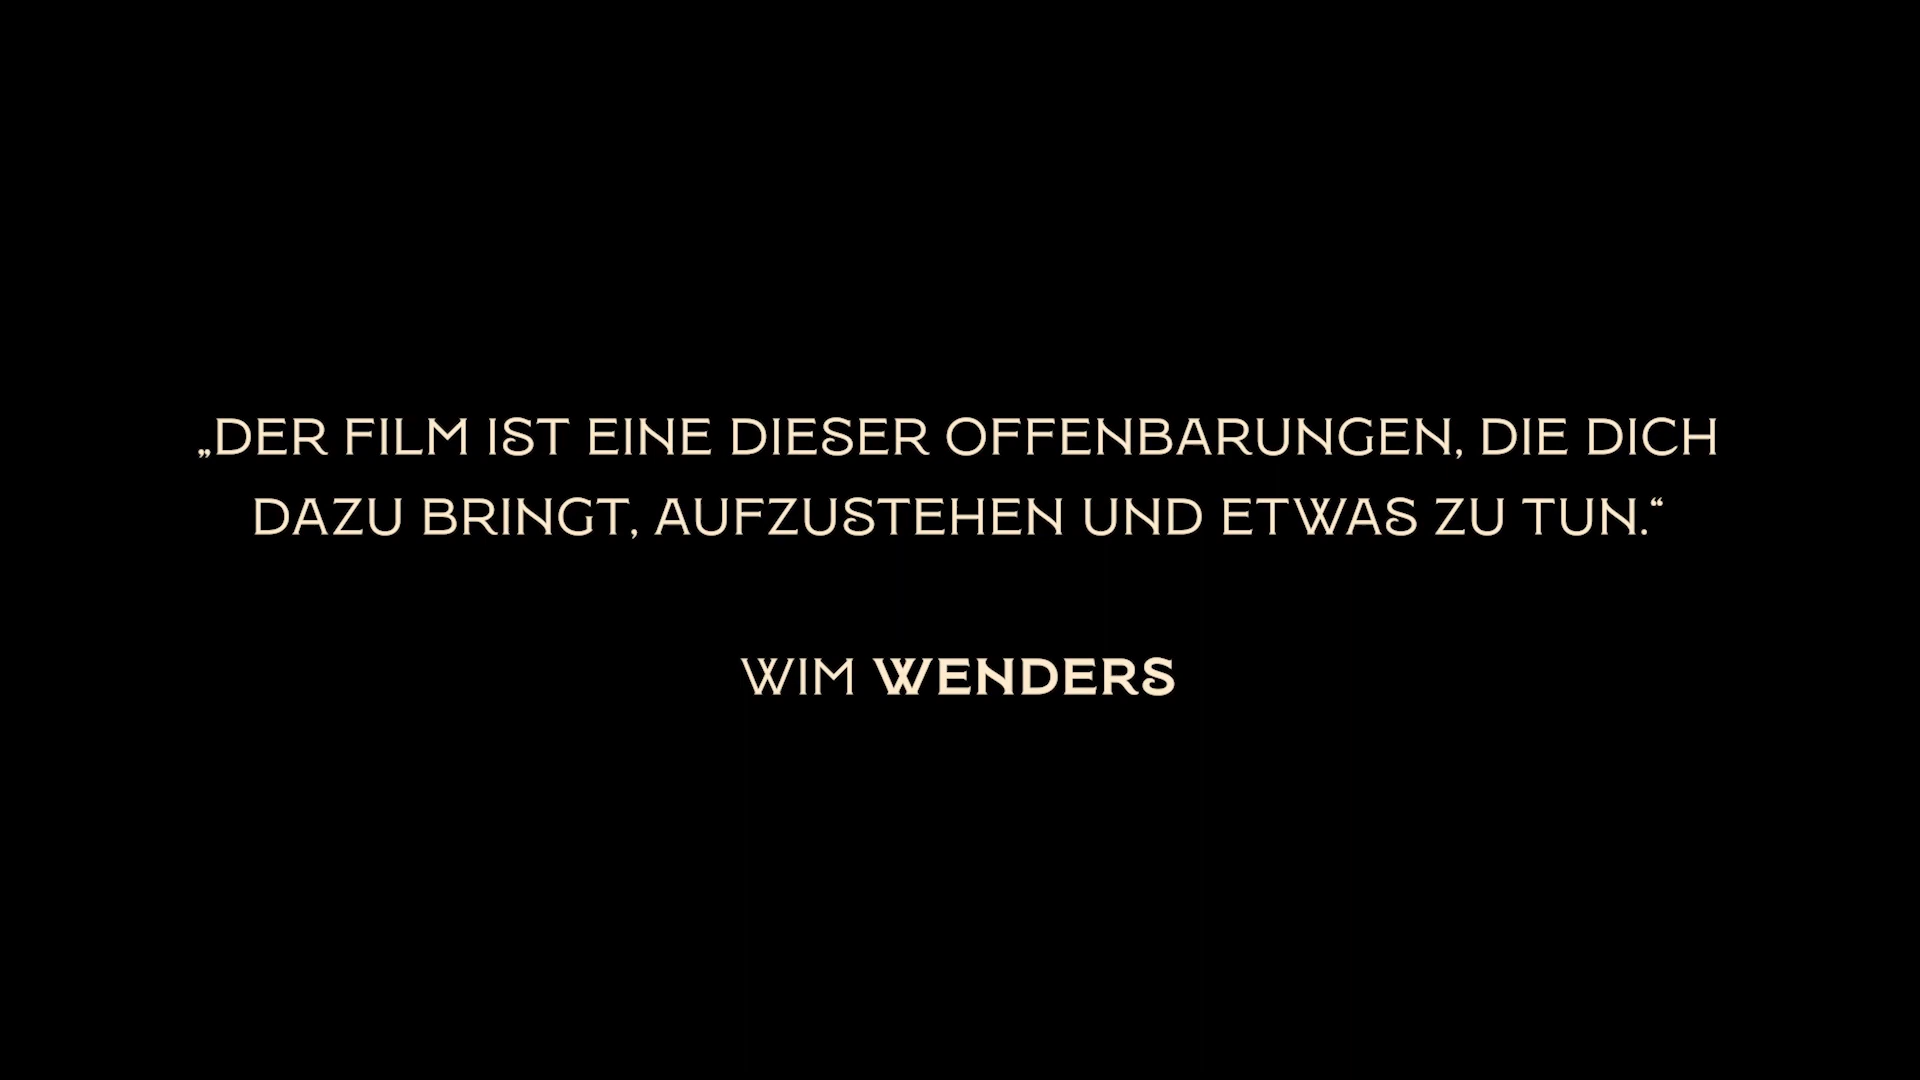 „DER FILM IST EINE DIESER OFFENBARUNGEN, DIE DICH
DAZU BRINGT, AUFZUSTEHEN UND ETWAS ZU TUN.“
WIM WENDERS